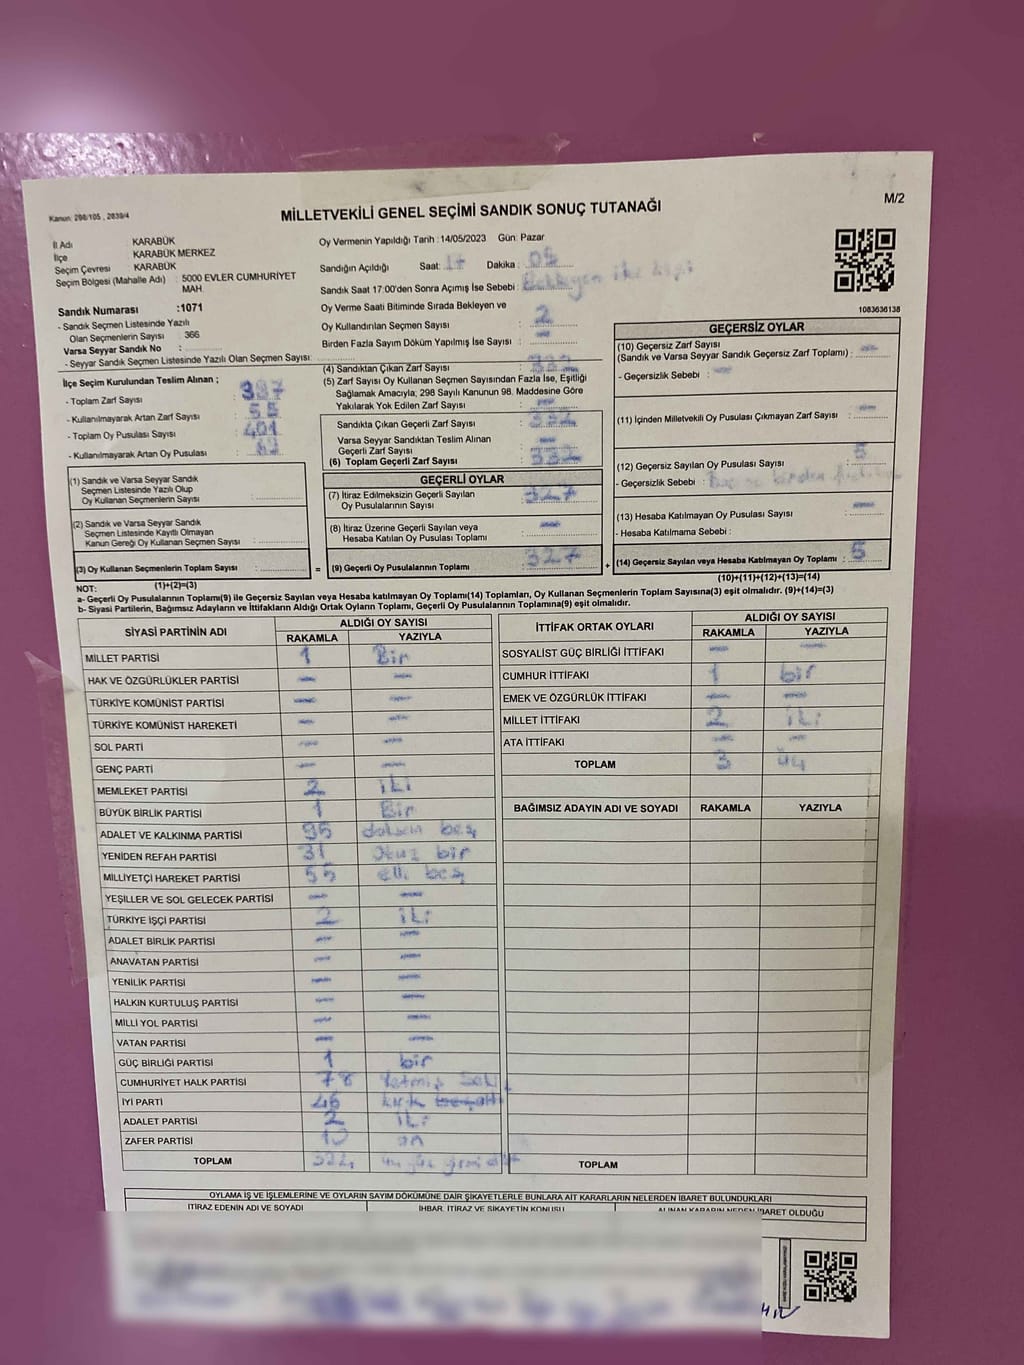 Kanun: 298/105 , 2839/4
M/2
MİLLETVEKİLİ GENEL SEÇİMİ SANDIK SONUÇ TUTANAĞI
İl Adı : KARABÜK
İlçe : KARABÜK MERKEZ
Seçim Çevresi : KARABÜK
Seçim Bölgesi (Mahalle Adı) : 5000 EVLER CUMHURİYET MAH.
Sandık Numarası :1071
- Sandık Seçmen Listesinde Yazılı
Olan Seçmenlerin Sayısı : 366
Varsa Seyyar Sandık No :
- Seyyar Sandık Seçmen Listesinde Yazılı Olan Seçmen Sayısı:
Oy Vermenin Yapıldığı Tarih :14/05/2023 Gün: Pazar
Sandığın Açıldığı Saat: 17 Dakika : 05
Sandık Saat 17:00'den Sonra Açımış İse Sebebi : Bekleyen iki kişi
Oy Verme Saati Bitiminde Sırada Bekleyen ve
Oy Kullandırılan Seçmen Sayısı : 2
Birden Fazla Sayım Döküm Yapılmış İse Sayısı : —
1083636138
İlçe Seçim Kurulundan Teslim Alınan ;
- Toplam Zarf Sayısı : 387
- Kullanılmayarak Artan Zarf Sayısı : 55
- Toplam Oy Pusulası Sayısı : 401
- Kullanılmayarak Artan Oy Pusulası :
(1) Sandık ve Varsa Seyyar Sandık
Seçmen Listesinde Yazılı Olup
Oy Kullanan Seçmenlerin Sayısı :
(2) Sandık ve Varsa Seyyar Sandık
Seçmen Listesinde Kayıtlı Olmayan
Kanun Gereği Oy Kullanan Seçmen Sayısı :
(3) Oy Kullanan Seçmenlerin Toplam Sayısı :
(1)+(2)=(3)
(4) Sandıktan Çıkan Zarf Sayısı : 332
(5) Zarf Sayısı Oy Kullanan Seçmen Sayısından Fazla İse, Eşitliği
Sağlamak Amacıyla; 298 Sayılı Kanunun 98. Maddesine Göre
Yakılarak Yok Edilen Zarf Sayısı : —
Sandıkta Çıkan Geçerli Zarf Sayısı : 332
Varsa Seyyar Sandıktan Teslim Alınan
Geçerli Zarf Sayısı : —
(6) Toplam Geçerli Zarf Sayısı : 332
GEÇERLİ OYLAR
(7) İtiraz Edilmeksizin Geçerli Sayılan
Oy Pusulalarının Sayısı : 327
(8) İtiraz Üzerine Geçerli Sayılan veya
Hesaba Katılan Oy Pusulası Toplamı : —
= (9) Geçerli Oy Pusulalarının Toplamı : 327
GEÇERSİZ OYLAR
(10) Geçersiz Zarf Sayısı
(Sandık ve Varsa Seyyar Sandık Geçersiz Zarf Toplamı) : —
- Geçersizlik Sebebi : —
(11) İçinden Milletvekili Oy Pusulası Çıkmayan Zarf Sayısı : —
(12) Geçersiz Sayılan Oy Pusulası Sayısı : 5
- Geçersizlik Sebebi : birden
(13) Hesaba Katılmayan Oy Pusulası Sayısı : —
- Hesaba Katılmama Sebebi :
+ (14) Geçersiz Sayılan veya Hesaba Katılmayan Oy Toplamı : 5
(10)+(11)+(12)+(13)=(14)
NOT:
a- Geçerli Oy Pusulalarının Toplamı(9) ile Geçersiz Sayılan veya Hesaba katılmayan Oy Toplamı(14) Toplamları, Oy Kullanan Seçmenlerin Toplam Sayısına(3) eşit olmalıdır. (9)+(14)=(3)
b- Siyasi Partilerin, Bağımsız Adayların ve İttifakların Aldığı Ortak Oyların Toplamı, Geçerli Oy Pusulalarının Toplamına(9) eşit olmalıdır.
SİYASİ PARTİNİN ADI ALDIĞI OY SAYISI
RAKAMLA YAZIYLA
MİLLET PARTİSİ 1 Bir
HAK VE ÖZGÜRLÜKLER PARTİSİ — —
TÜRKİYE KOMÜNİST PARTİSİ — —
TÜRKİYE KOMÜNİST HAREKETİ — —
SOL PARTİ — —
GENÇ PARTİ — —
MEMLEKET PARTİSİ 2 iki
BÜYÜK BİRLİK PARTİSİ 1 Bir
ADALET VE KALKINMA PARTİSİ 95 doksan beş
YENİDEN REFAH PARTİSİ 31 otuz bir
MİLLİYETÇİ HAREKET PARTİSİ 55 elli beş
YEŞİLLER VE SOL GELECEK PARTİSİ — —
TÜRKİYE İŞÇİ PARTİSİ 2 iki
ADALET BİRLİK PARTİSİ — —
ANAVATAN PARTİSİ — —
YENİLİK PARTİSİ — —
HALKIN KURTULUŞ PARTİSİ — —
MİLLİ YOL PARTİSİ — —
VATAN PARTİSİ — —
GÜÇ BİRLİĞİ PARTİSİ 1 bir
CUMHURİYET HALK PARTİSİ 78 Yetmiş Seki
İYİ PARTİ 46 kırk beş altı
ADALET PARTİSİ 2 iki
ZAFER PARTİSİ 10 on
TOPLAM üç yüz yirmi
İTTİFAK ORTAK OYLARI ALDIĞI OY SAYISI
RAKAMLA YAZIYLA
SOSYALİST GÜÇ BİRLİĞİ İTTİFAKI — —
CUMHUR İTTİFAKI 1 bir
EMEK VE ÖZGÜRLÜK İTTİFAKI — —
MİLLET İTTİFAKI 2 iki
ATA İTTİFAKI — —
TOPLAM 3 üç
BAĞIMSIZ ADAYIN ADI VE SOYADI RAKAMLA YAZIYLA
TOPLAM
OYLAMA İŞ VE İŞLEMLERİNE VE OYLARIN SAYIM DÖKÜMÜNE DAİR ŞİKAYETLERLE BUNLARA AİT KARARLARIN NELERDEN İBARET BULUNDUKLARI
İTİRAZ EDENİN ADI VE SOYADI İHBAR, İTİRAZ VE ŞİKAYETİN KONUSU ALINAN KARARIN NEDEN İBARET OLDUĞU